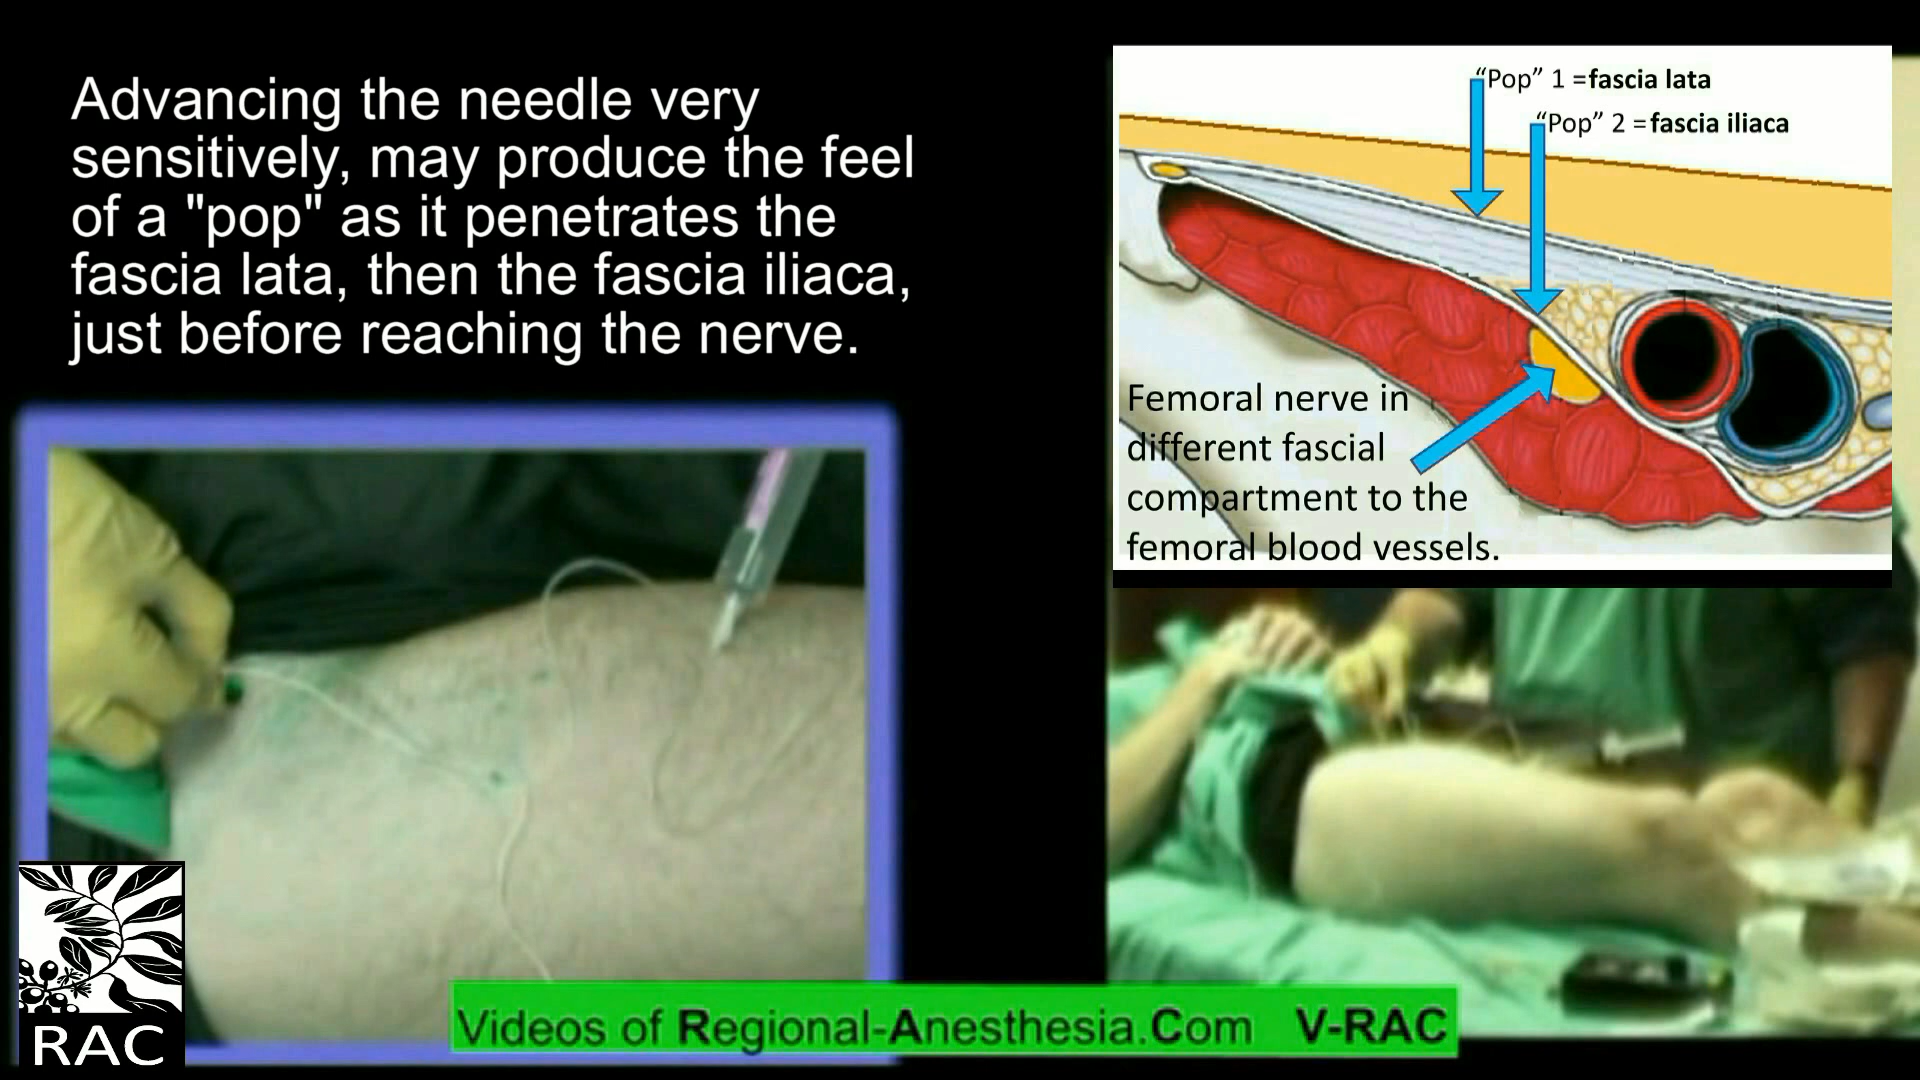 Advancing the needle very
sensitively, may produce the feel
of a "pop" as it penetrates the
fascia lata, then the fascia iliaca,
just before reaching the nerve.
“Pop” 1 =fascia lata
“Pop” 2 =fascia iliaca
Femoral nerve in
different fascial
compartment to the
femoral blood vessels.
RAC
Videos of Regional-Anesthesia.Com V-RAC